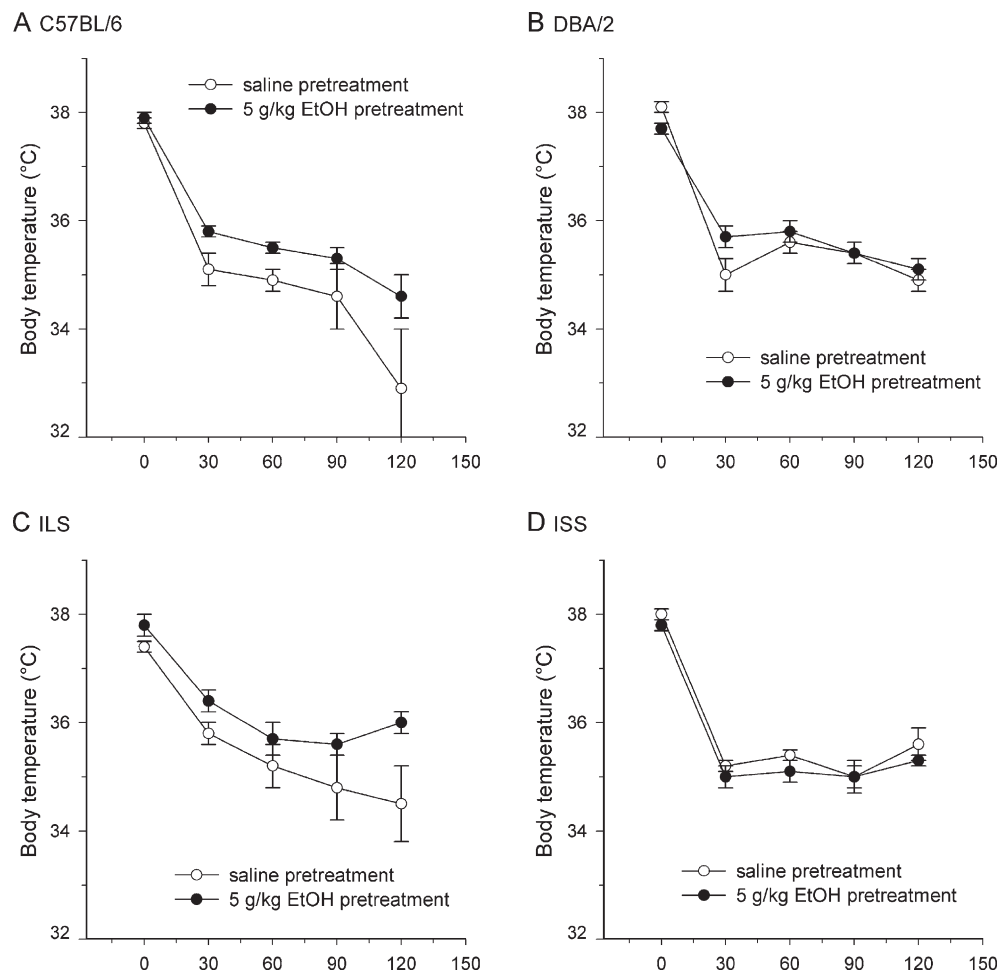 A C57BL/6
saline pretreatment
5 g/kg EtOH pretreatment
38
36
34
32
Body temperature (°C)
0 30 60 90 120 150
B DBA/2
38
36
34
32
Body temperature (°C)
saline pretreatment
5 g/kg EtOH pretreatment
0 30 60 90 120 150
C ILS
38
36
34
32
Body temperature (°C)
saline pretreatment
5 g/kg EtOH pretreatment
0 30 60 90 120 150
D ISS
38
36
34
32
Body temperature (°C)
saline pretreatment
5 g/kg EtOH pretreatment
0 30 60 90 120 150